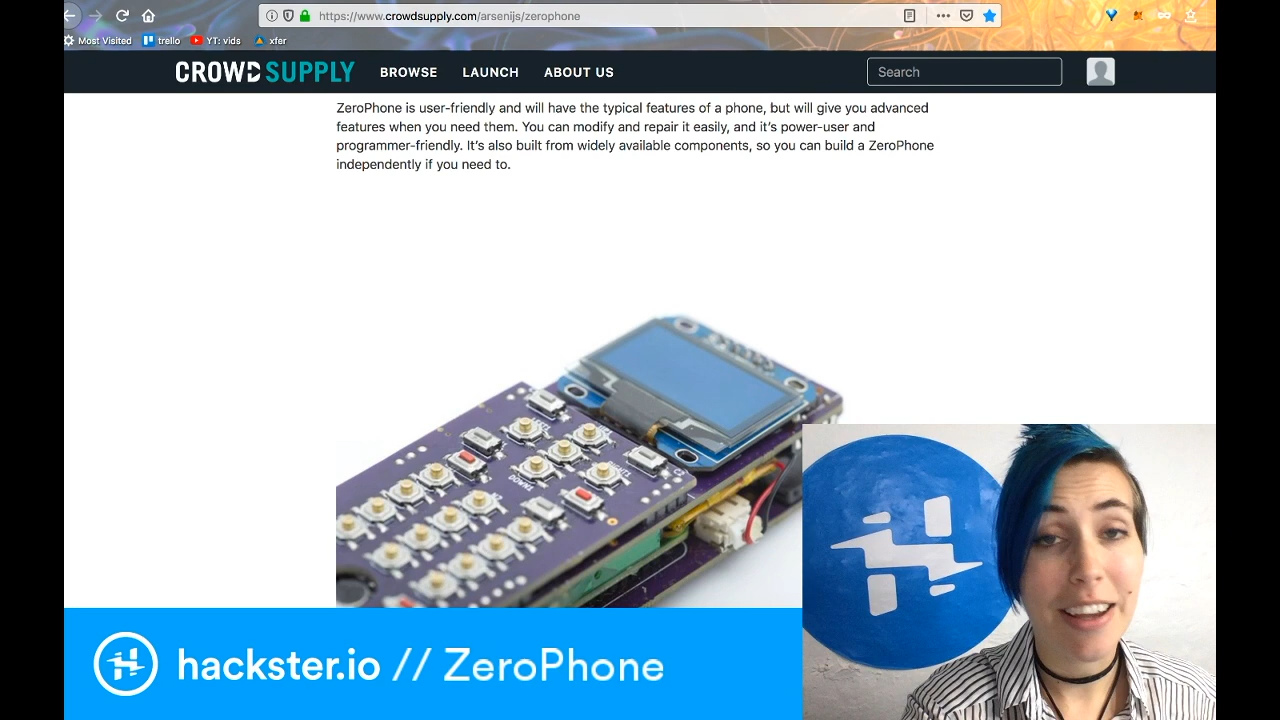 https://www.crowdsupply.com/arsenijs/zerophone
Most Visited trello YT: vids xfer
CROWD SUPPLY BROWSE LAUNCH ABOUT US Search
ZeroPhone is user-friendly and will have the typical features of a phone, but will give you advanced
features when you need them. You can modify and repair it easily, and it’s power-user and
programmer-friendly. It’s also built from widely available components, so you can build a ZeroPhone
independently if you need to.
hackster.io // ZeroPhone